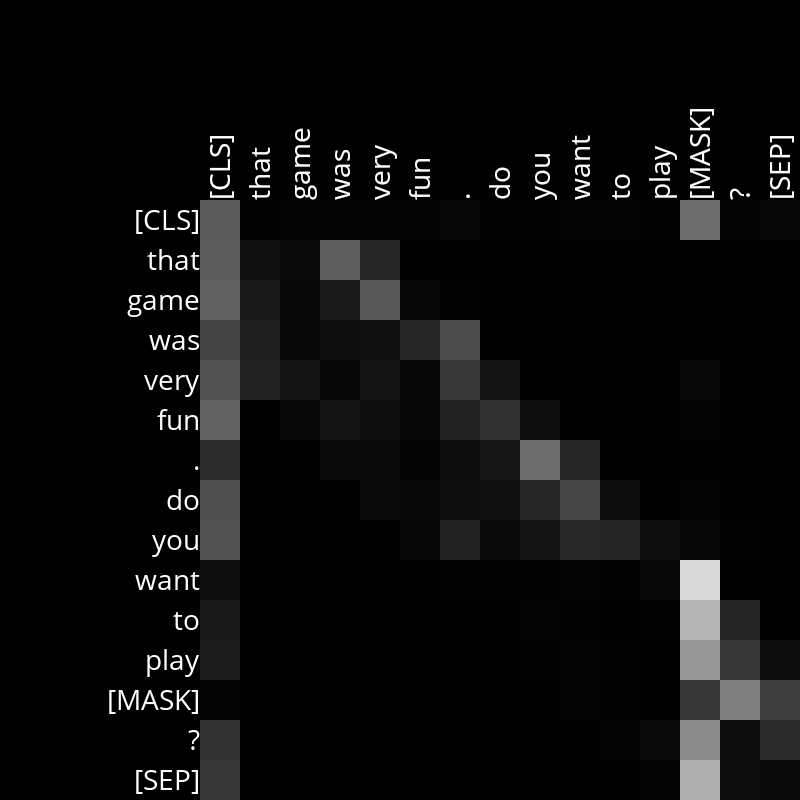 [CLS] that game was very fun . do you want to play [MASK] ? [SEP]
[CLS]
that
game
was
very
fun
.
do
you
want
to
play
[MASK]
?
[SEP]